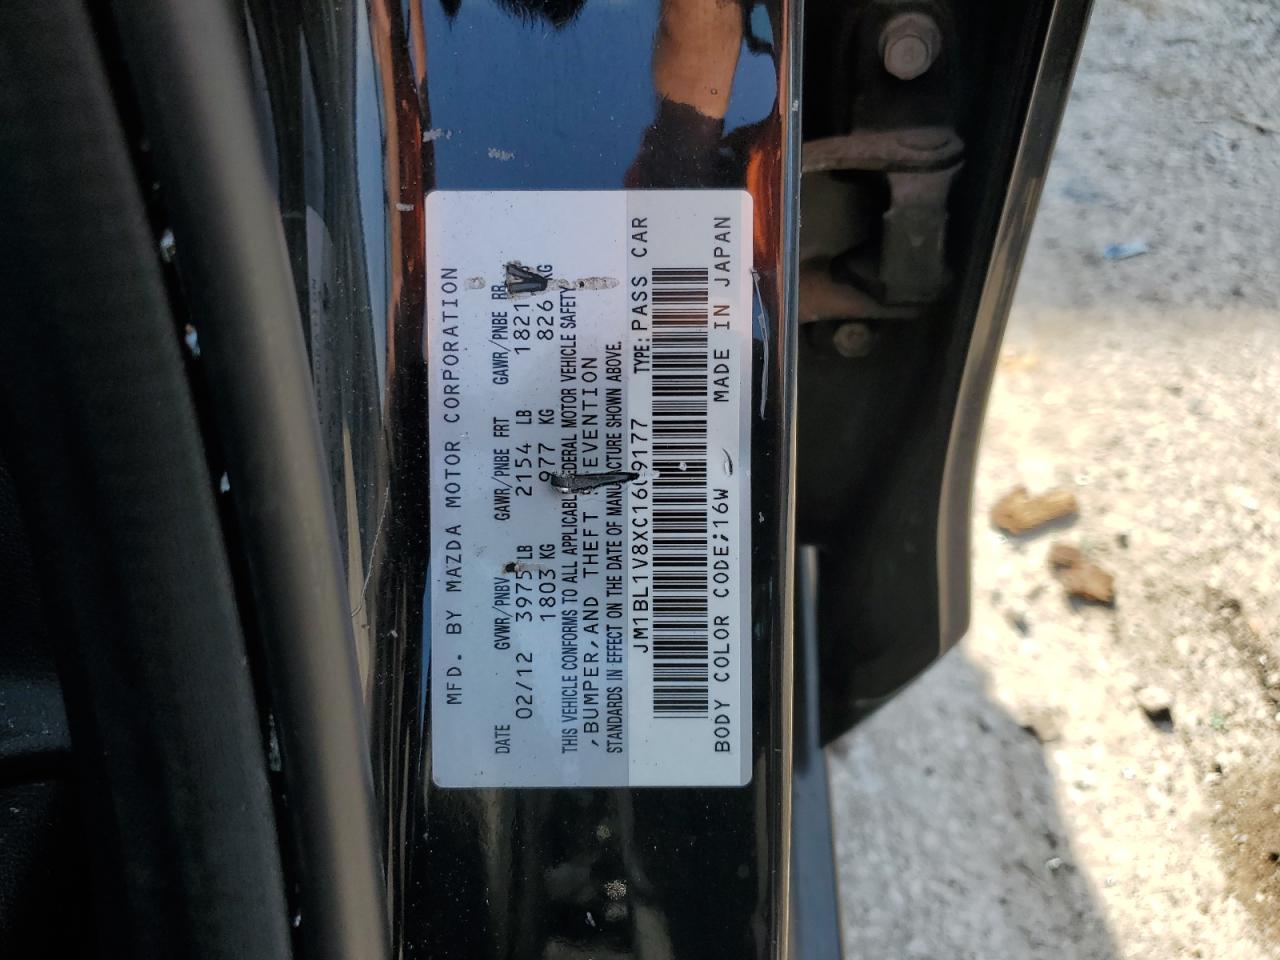 MFD. BY MAZDA MOTOR CORPORATION
DATE GVWR/PNBV GAWR/PNBE FRT GAWR/PNBE RR
02/12 3975 LB 2154 LB 1821
1803 KG 977 KG 826 KG
THIS VEHICLE CONFORMS TO ALL APPLICABLE FEDERAL MOTOR VEHICLE SAFETY
,BUMPER,AND THEFT PREVENTION
STANDARDS IN EFFECT ON THE DATE OF MANUFACTURE SHOWN ABOVE.
JM1BL1V8XC1609177 TYPE: PASS CAR
BODY COLOR CODE;16W MADE IN JAPAN